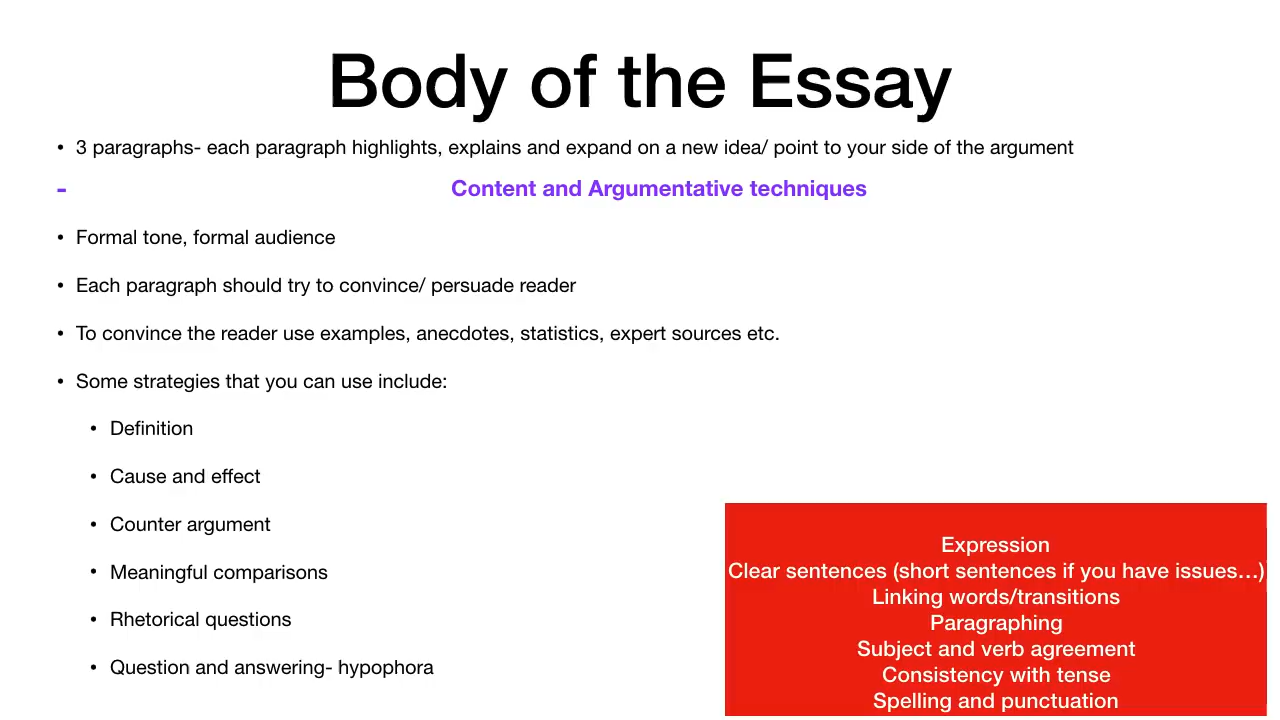 Body of the Essay
• 3 paragraphs- each paragraph highlights, explains and expand on a new idea/ point to your side of the argument
- Content and Argumentative techniques
• Formal tone, formal audience
• Each paragraph should try to convince/ persuade reader
• To convince the reader use examples, anecdotes, statistics, expert sources etc.
• Some strategies that you can use include:
• Definition
• Cause and effect
• Counter argument
• Meaningful comparisons
• Rhetorical questions
• Question and answering- hypophora
Expression
Clear sentences (short sentences if you have issues…)
Linking words/transitions
Paragraphing
Subject and verb agreement
Consistency with tense
Spelling and punctuation